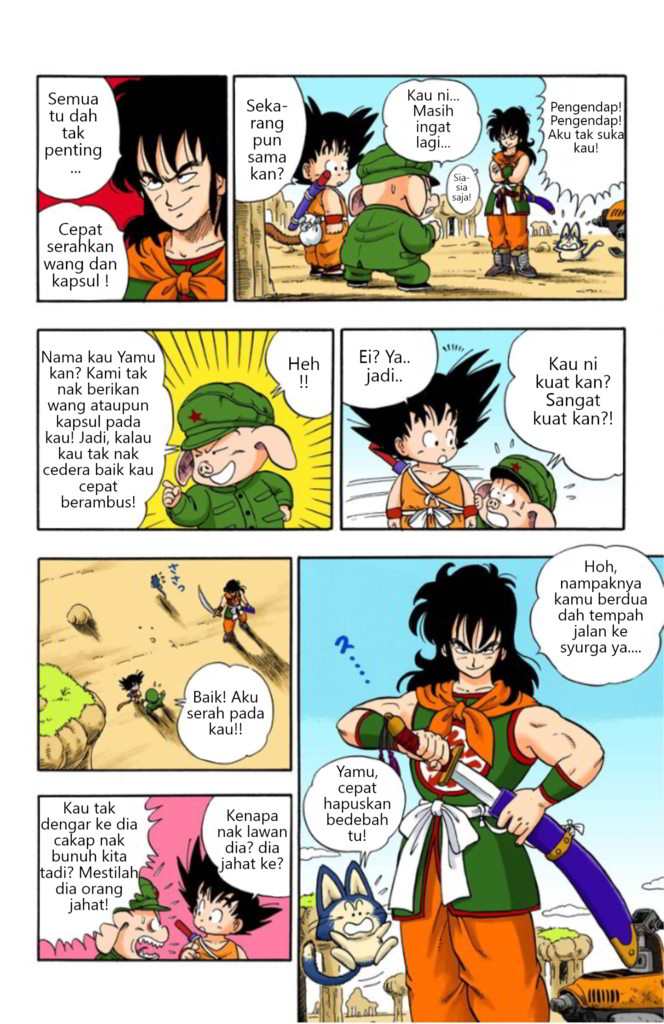 Semua
tu dah
tak
penting
...
Cepat
serahkan
wang dan
kapsul !
Seka-
rang
pun
sama
kan?
Kau ni...
Masih
ingat
lagi...
Sia-
sia
saja!
Pengendap!
Pengendap!
Aku tak suka
kau!
Nama kau Yamu
kan? Kami tak
nak berikan
wang ataupun
kapsul pada
kau! Jadi, kalau
kau tak nak
cedera baik kau
cepat
berambus!
Heh
!!
Ei? Ya..
jadi..
Kau ni
kuat kan?
Sangat
kuat kan?!
さささっ
Baik! Aku
serah pada
kau!!
Hoh,
nampaknya
kamu berdua
dah tempah
jalan ke
syurga ya....
Yamu,
cepat
hapuskan
bedebah
tu!
Kau tak
dengar ke dia
cakap nak
bunuh kita
tadi? Mestilah
dia orang
jahat!
Kenapa
nak lawan
dia? dia
jahat ke?